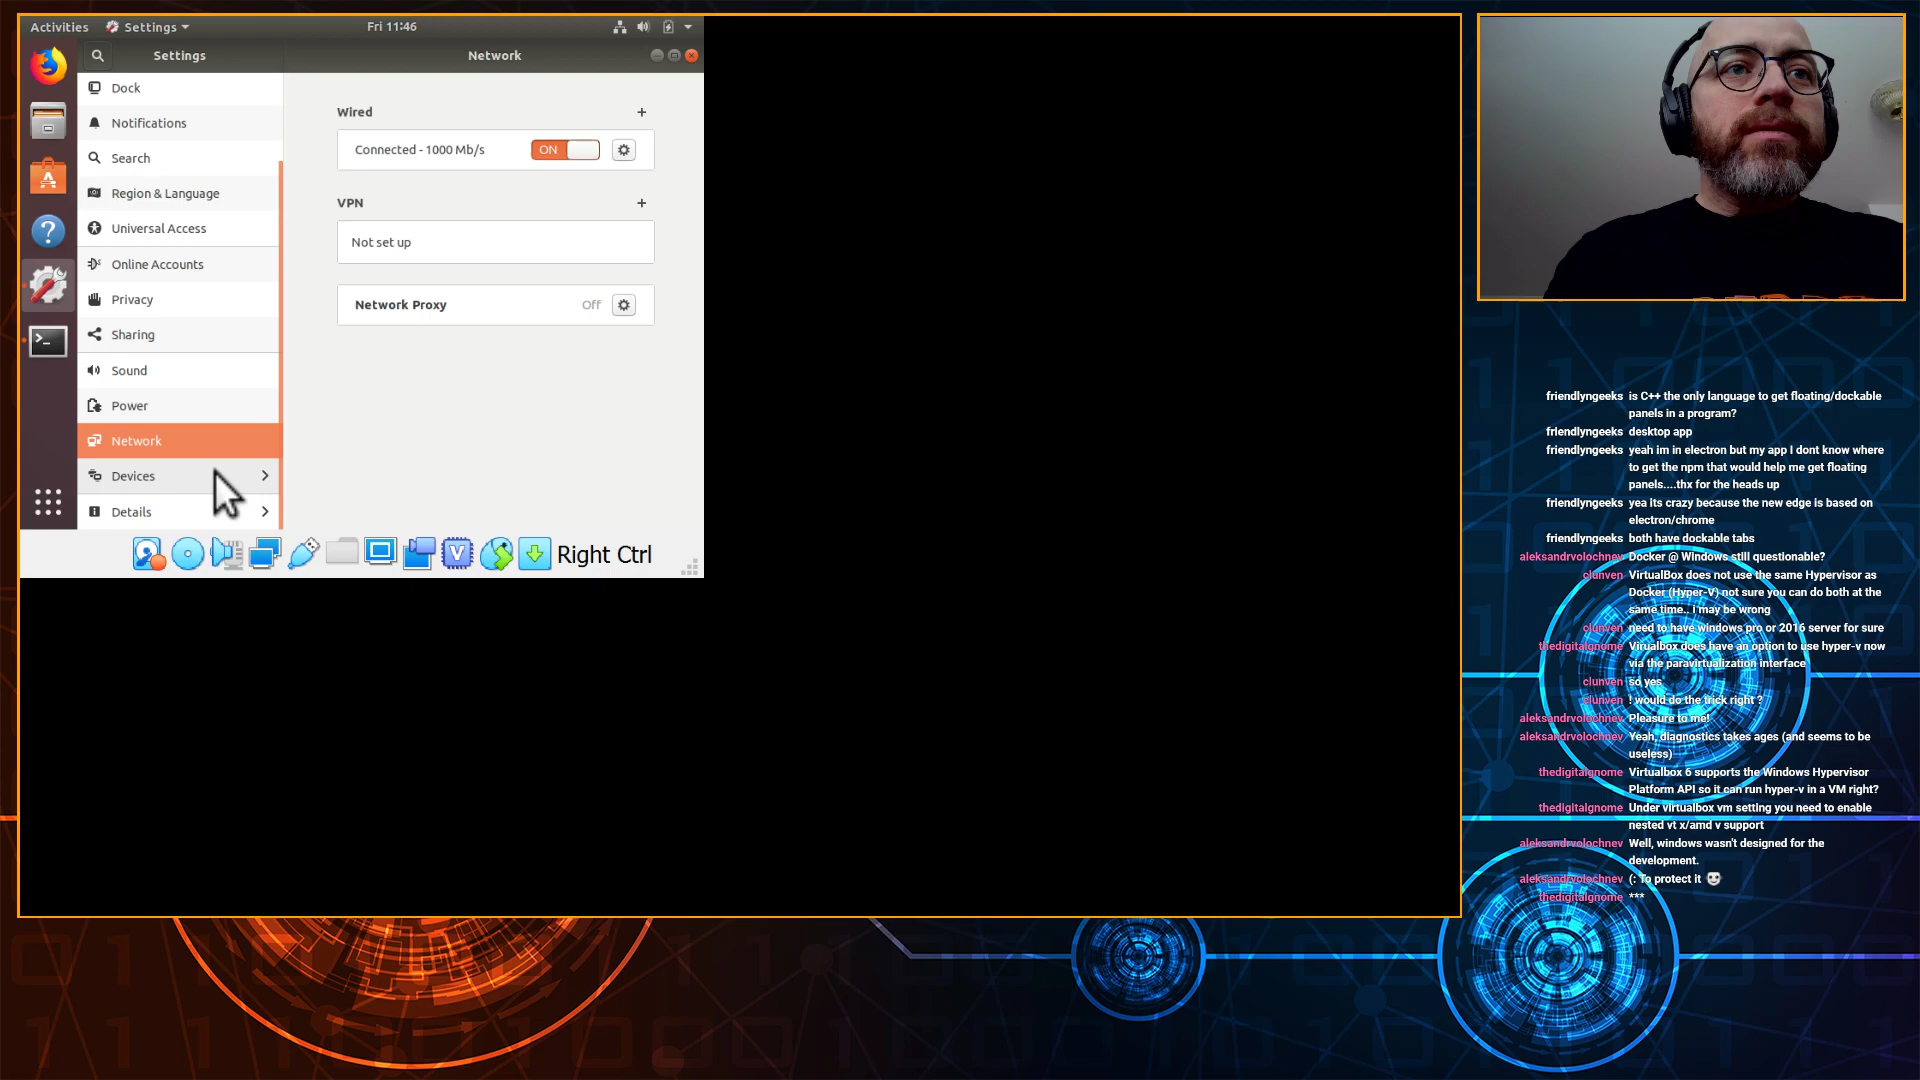 Activities
Settings
Fri 11:46
Settings
Network
Dock
Notifications
Search
Region & Language
Universal Access
Online Accounts
Privacy
Sharing
Sound
Power
Network
Devices
Details
Wired
Connected - 1000 Mb/s
ON
VPN
Not set up
Network Proxy
Off
Right Ctrl
friendlyngeeks is C++ the only language to get floating/dockable
panels in a program?
friendlyngeeks desktop app
friendlyngeeks yeah im in electron but my app I dont know where
to get the npm that would help me get floating
panels....thx for the heads up
friendlyngeeks yea its crazy because the new edge is based on
electron/chrome
friendlyngeeks both have dockable tabs
aleksandrvolochnev Docker @ Windows still questionable?
clunven VirtualBox does not use the same Hypervisor as
Docker (Hyper-V) not sure you can do both at the
same time.. I may be wrong
clunven need to have windows pro or 2016 server for sure
thedigitalgnome Virualbox does have an option to use hyper-v now
via the paravirtualization interface
clunven so yes
clunven ! would do the trick right ?
aleksandrvolochnev Pleasure to me!
aleksandrvolochnev Yeah, diagnostics takes ages (and seems to be
useless)
thedigitalgnome Virtualbox 6 supports the Windows Hypervisor
Platform API so it can run hyper-v in a VM right?
thedigitalgnome Under virtualbox vm setting you need to enable
nested vt x/amd v support
aleksandrvolochnev Well, windows wasn't designed for the
development.
aleksandrvolochnev (: To protect it
thedigitalgnome ***